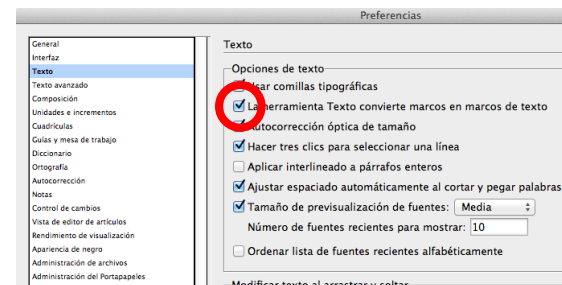 Preferencias
General
Interfaz
Texto
Texto avanzado
Composición
Unidades e incrementos
Cuadrículas
Guías y mesa de trabajo
Diccionario
Ortografía
Autocorrección
Notas
Control de cambios
Vista de editor de artículos
Rendimiento de visualización
Apariencia de negro
Administración de archivos
Administración del Portapapeles
Texto
Opciones de texto
Usar comillas tipográficas
La herramienta Texto convierte marcos en marcos de texto
Autocorrección óptica de tamaño
Hacer tres clics para seleccionar una línea
Aplicar interlineado a párrafos enteros
Ajustar espaciado automáticamente al cortar y pegar palabras
Tamaño de previsualización de fuentes: Media
Número de fuentes recientes para mostrar: 10
Ordenar lista de fuentes recientes alfabéticamente
Modificar texto al arrastrar y soltar